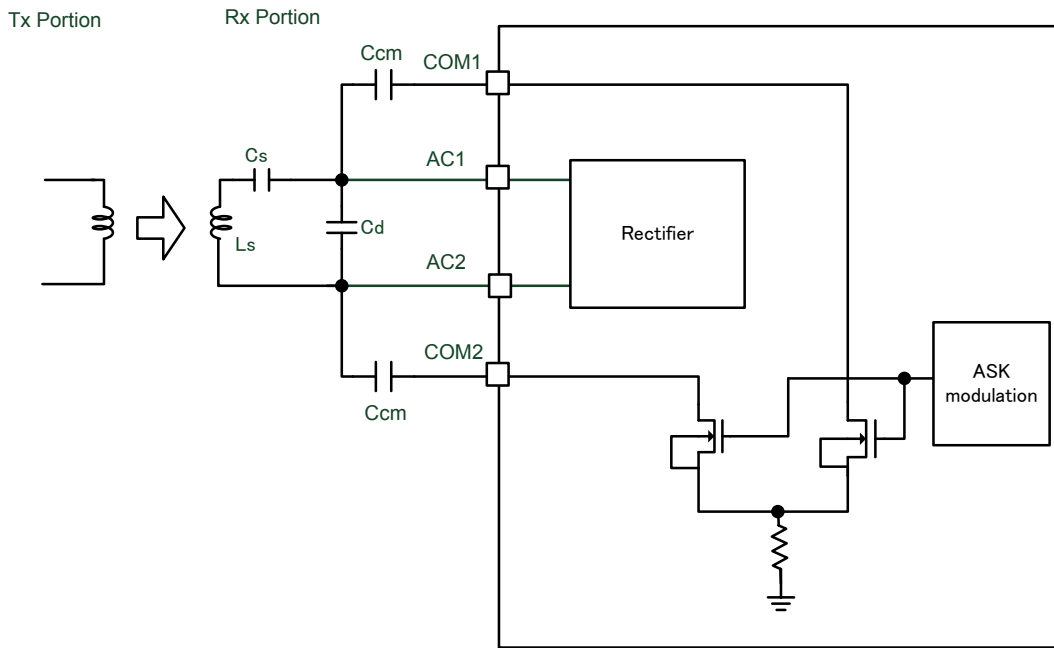 Tx Portion
Rx Portion
Ccm
COM1
Cs
AC1
Ls
Cd
Rectifier
AC2
COM2
Ccm
ASK
modulation